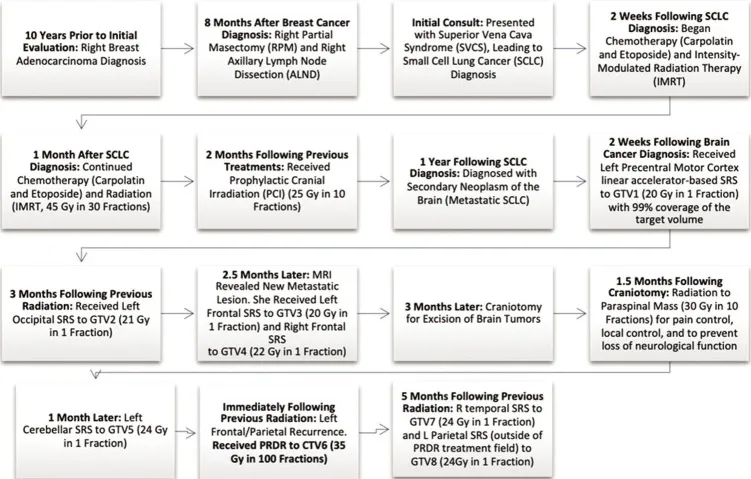 10 Years Prior to Initial
Evaluation: Right Breast
Adenocarcinoma Diagnosis
8 Months After Breast Cancer
Diagnosis: Right Partial
Masectomy (RPM) and Right
Axillary Lymph Node
Dissection (ALND)
Initial Consult: Presented
with Superior Vena Cava
Syndrome (SVCS), Leading to
Small Cell Lung Cancer (SCLC)
Diagnosis
2 Weeks Following SCLC
Diagnosis: Began
Chemotherapy (Carpolatin
and Etoposide) and Intensity-
Modulated Radiation Therapy
(IMRT)
1 Month After SCLC
Diagnosis: Continued
Chemotherapy (Carpolatin
and Etoposide) and Radiation
(IMRT, 45 Gy in 30 Fractions)
2 Months Following Previous
Treatments: Received
Prophylactic Cranial
Irradiation (PCI) (25 Gy in 10
Fractions)
1 Year Following SCLC
Diagnosis: Diagnosed with
Secondary Neoplasm of the
Brain (Metastatic SCLC)
2 Weeks Following Brain
Cancer Diagnosis: Received
Left Precentral Motor Cortex
linear accelerator-based SRS
to GTV1 (20 Gy in 1 Fraction)
with 99% coverage of the
target volume
3 Months Following Previous
Radiation: Received Left
Occipital SRS to GTV2 (21 Gy
in 1 Fraction)
2.5 Months Later: MRI
Revealed New Metastatic
Lesion. She Received Left
Frontal SRS to GTV3 (20 Gy in
1 Fraction) and Right Frontal
SRS
to GTV4 (22 Gy in 1 Fraction)
3 Months Later: Craniotomy
for Excision of Brain Tumors
1.5 Months Following
Craniotomy: Radiation to
Paraspinal Mass (30 Gy in 10
Fractions) for pain control,
local control, and to prevent
loss of neurological function
1 Month Later: Left
Cerebellar SRS to GTV5 (24 Gy
in 1 Fraction)
Immediately Following
Previous Radiation: Left
Frontal/Parietal Recurrence.
Received PRDR to CTV6 (35
Gy in 100 Fractions)
5 Months Following Previous
Radiation: R temporal SRS to
GTV7 (24 Gy in 1 Fraction)
and L Parietal SRS (outside of
PRDR treatment field) to
GTV8 (24Gy in 1 Fraction)